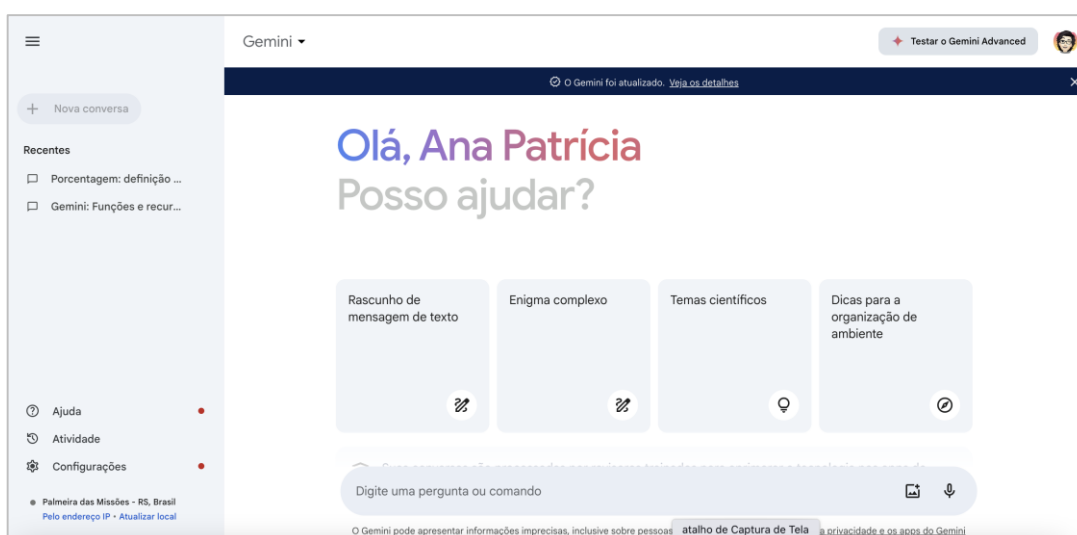 Gemini
Testar o Gemini Advanced
O Gemini foi atualizado. Veja os detalhes
Nova conversa
Recentes
Porcentagem: definição ...
Gemini: Funções e recur...
Olá, Ana Patrícia
Posso ajudar?
Rascunho de
mensagem de texto
Enigma complexo
Temas científicos
Dicas para a
organização de
ambiente
Ajuda
Atividade
Configurações
Palmeira das Missões - RS, Brasil
Pelo endereço IP • Atualizar local
Digite uma pergunta ou comando
O Gemini pode apresentar informações imprecisas, inclusive sobre pessoas
atalho de Captura de Tela
a privacidade e os apps do Gemini